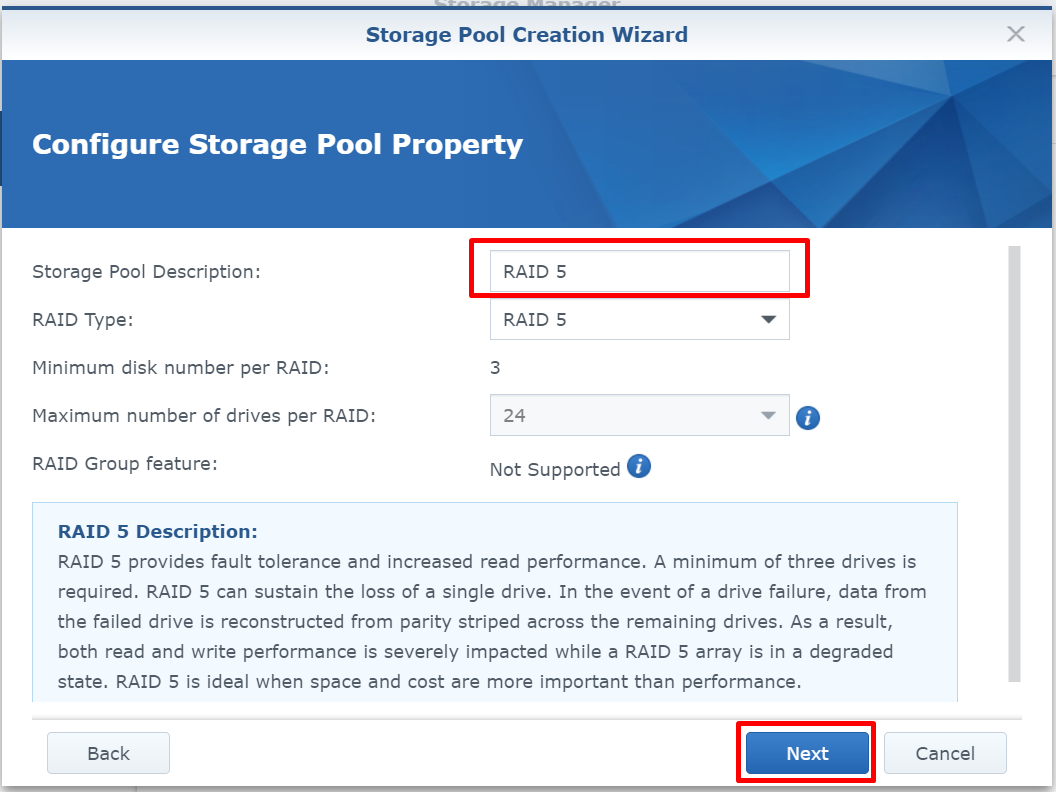 Storage Manager
Storage Pool Creation Wizard
Configure Storage Pool Property
Storage Pool Description: RAID 5
RAID Type: RAID 5
Minimum disk number per RAID: 3
Maximum number of drives per RAID: 24
RAID Group feature: Not Supported
RAID 5 Description:
RAID 5 provides fault tolerance and increased read performance. A minimum of three drives is
required. RAID 5 can sustain the loss of a single drive. In the event of a drive failure, data from
the failed drive is reconstructed from parity striped across the remaining drives. As a result,
both read and write performance is severely impacted while a RAID 5 array is in a degraded
state. RAID 5 is ideal when space and cost are more important than performance.
Back Next Cancel